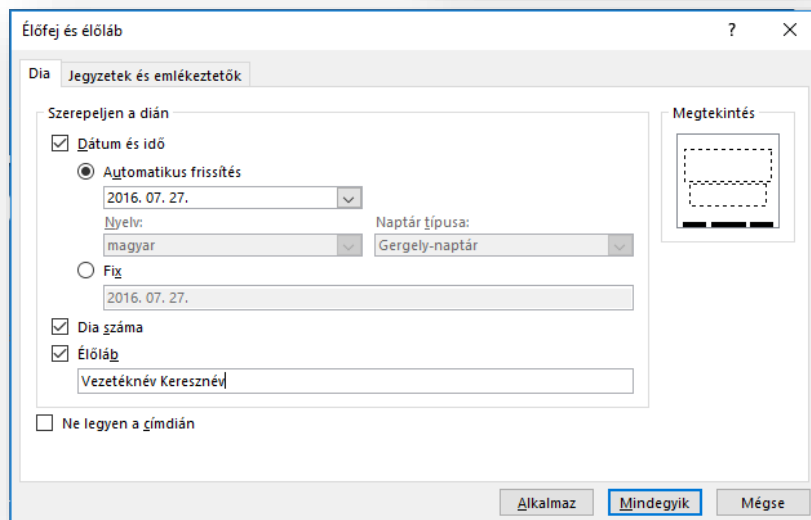 Élőfej és élőláb
Dia Jegyzetek és emlékeztetők
Szerepeljen a dián
Megtekintés
Dátum és idő
Automatikus frissítés
2016. 07. 27.
Nyelv: Naptár típusa:
magyar Gergely-naptár
Fix
2016. 07. 27.
Dia száma
Élőláb
Vezetéknév Keresznév
Ne legyen a címdián
Alkalmaz Mindegyik Mégse